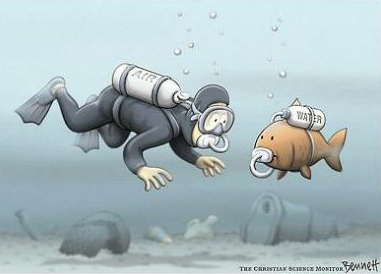 AIR
WATER
THE CHRISTIAN SCIENCE MONITOR Bennett